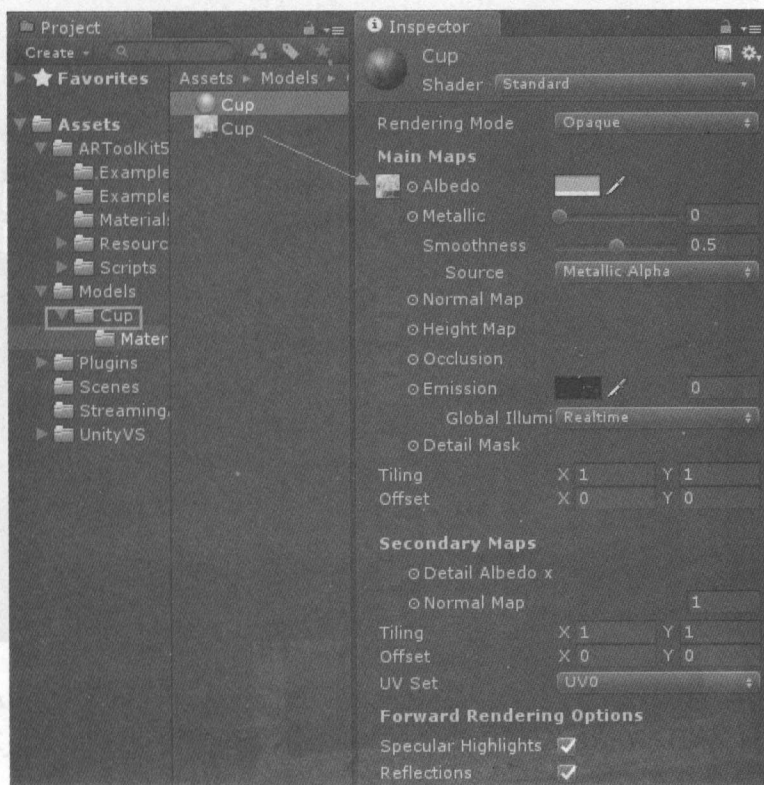 Project
Create
Favorites
Assets
ARToolKit5
Example
Example
Materials
Resourc
Scripts
Models
Cup
Mater
Plugins
Scenes
Streaming
UnityVS
Assets ▸ Models ▸
Cup
Cup
Inspector
Cup
Shader Standard
Rendering Mode Opaque
Main Maps
Albedo
Metallic 0
Smoothness 0.5
Source Metallic Alpha
Normal Map
Height Map
Occlusion
Emission 0
Global Illumi Realtime
Detail Mask
Tiling X 1 Y 1
Offset X 0 Y 0
Secondary Maps
Detail Albedo x
Normal Map 1
Tiling X 1 Y 1
Offset X 0 Y 0
UV Set UV0
Forward Rendering Options
Specular Highlights
Reflections